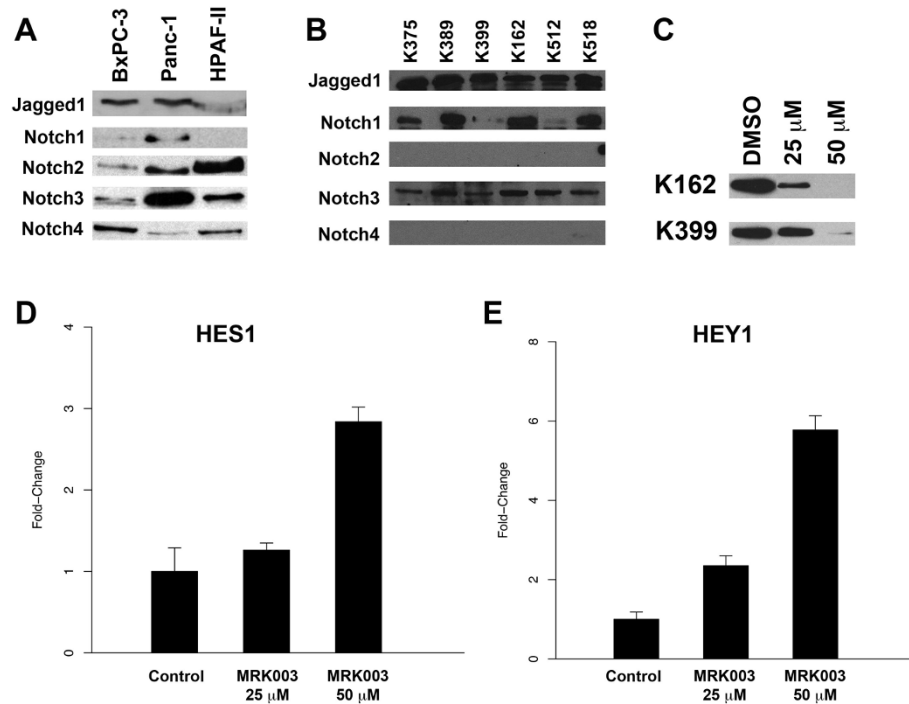 A
BxPC-3
Panc-1
HPAF-II
Jagged1
Notch1
Notch2
Notch3
Notch4
B
K375
K389
K399
K162
K512
K518
Jagged1
Notch1
Notch2
Notch3
Notch4
C
DMSO
25 μM
50 μM
K162
K399
D
HES1
Fold-Change
4
3
2
1
0
Control
MRK003
25 μM
MRK003
50 μM
E
HEY1
Fold-Change
8
6
4
2
0
Control
MRK003
25 μM
MRK003
50 μM